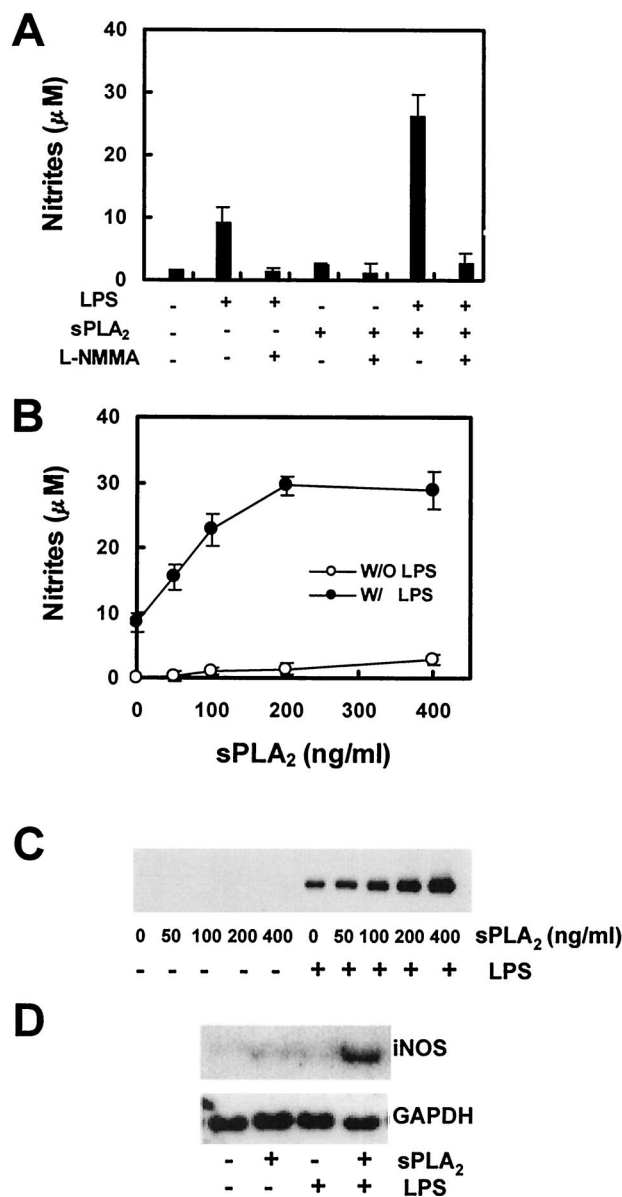 A
40
30
20
10
0
Nitrites (μM)
LPS - + + - - + +
sPLA₂ - - - + + + +
L-NMMA - - + - + - +
B
40
30
20
10
0
Nitrites (μM)
W/O LPS
W/ LPS
0 100 200 300 400
sPLA₂ (ng/ml)
C
0 50 100 200 400 0 50 100 200 400 sPLA₂ (ng/ml)
- - - - - + + + + + LPS
D
iNOS
GAPDH
- + - + sPLA₂
- - + + LPS